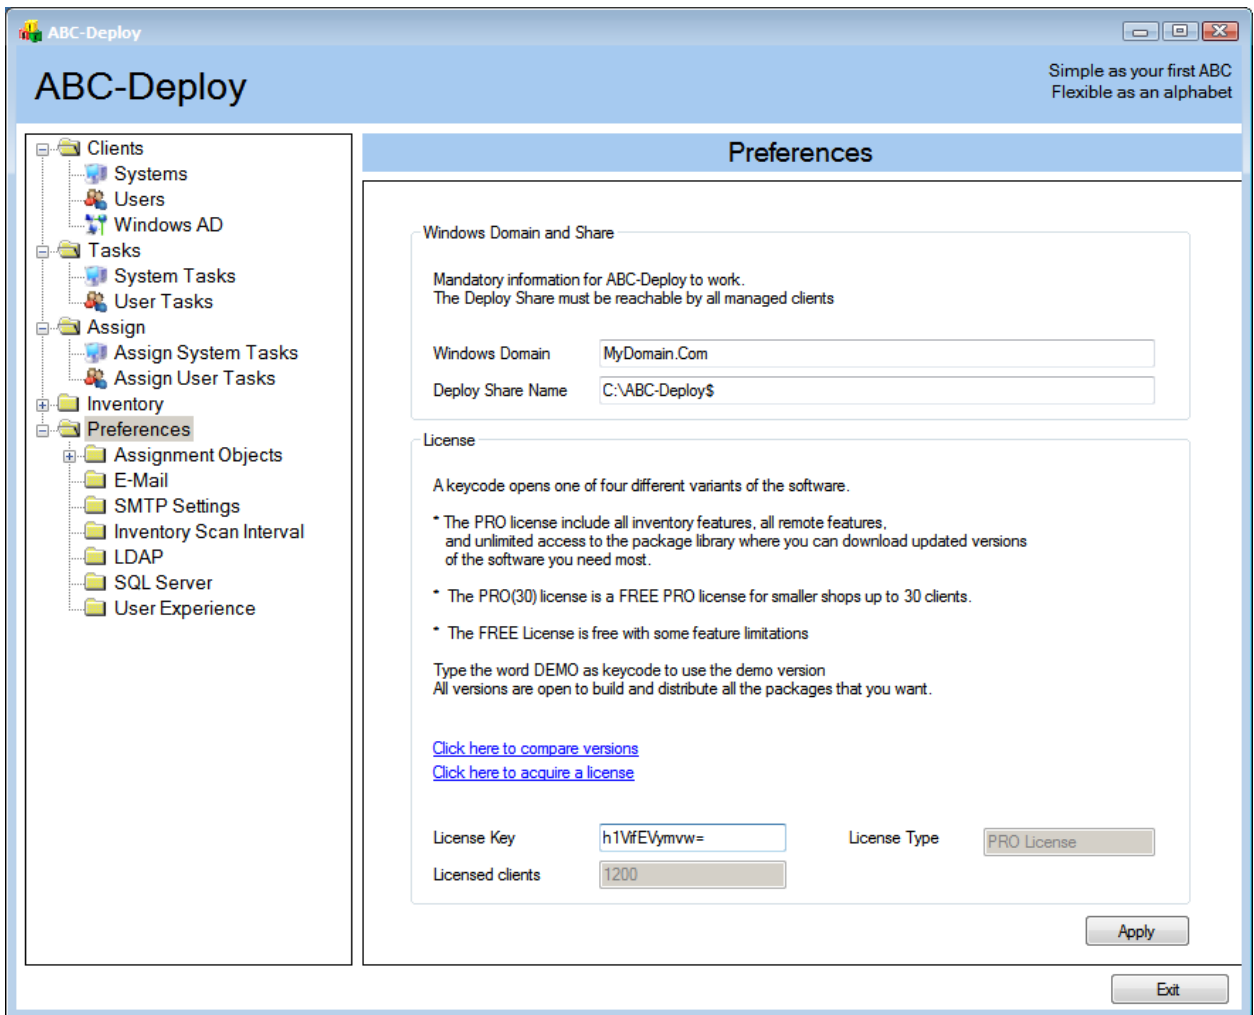 ABC-Deploy
ABC-Deploy
Simple as your first ABC
Flexible as an alphabet
Clients
Systems
Users
Windows AD
Tasks
System Tasks
User Tasks
Assign
Assign System Tasks
Assign User Tasks
Inventory
Preferences
Assignment Objects
E-Mail
SMTP Settings
Inventory Scan Interval
LDAP
SQL Server
User Experience
Preferences
Windows Domain and Share
Mandatory information for ABC-Deploy to work.
The Deploy Share must be reachable by all managed clients
Windows Domain MyDomain.Com
Deploy Share Name C:\ABC-Deploy$
License
A keycode opens one of four different variants of the software.
* The PRO license include all inventory features, all remote features,
and unlimited access to the package library where you can download updated versions
of the software you need most.
* The PRO(30) license is a FREE PRO license for smaller shops up to 30 clients.
* The FREE License is free with some feature limitations
Type the word DEMO as keycode to use the demo version
All versions are open to build and distribute all the packages that you want.
Click here to compare versions
Click here to acquire a license
License Key h1VifEVymvw= License Type PRO License
Licensed clients 1200
Apply
Exit